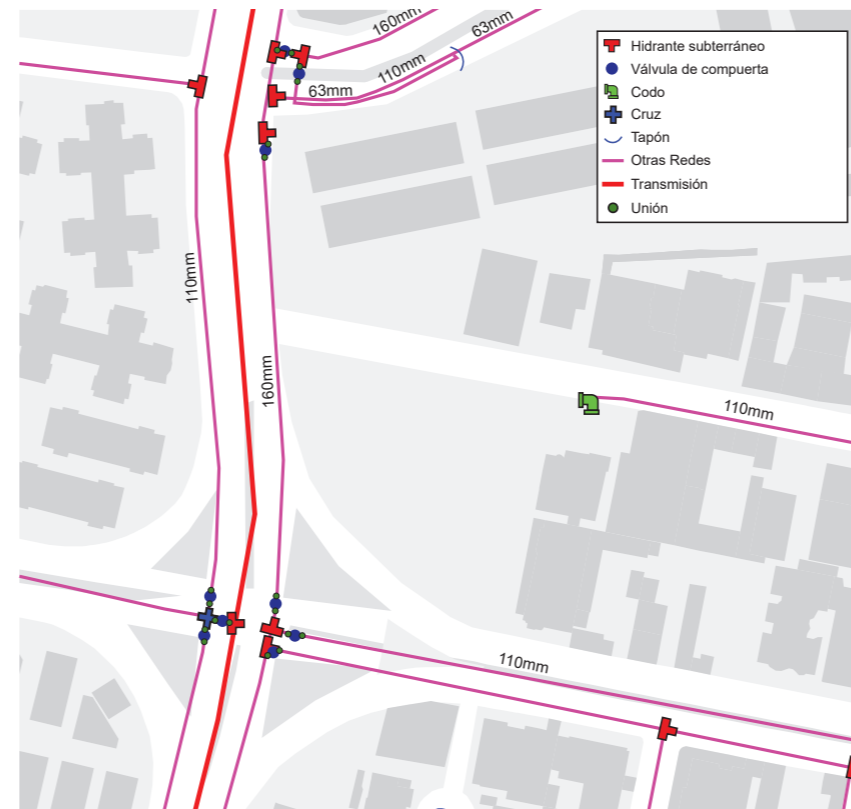 160mm
63mm
110mm
63mm
Hidrante subterráneo
Válvula de compuerta
Codo
Cruz
Tapón
Otras Redes
Transmisión
Unión
110mm
160mm
110mm
110mm